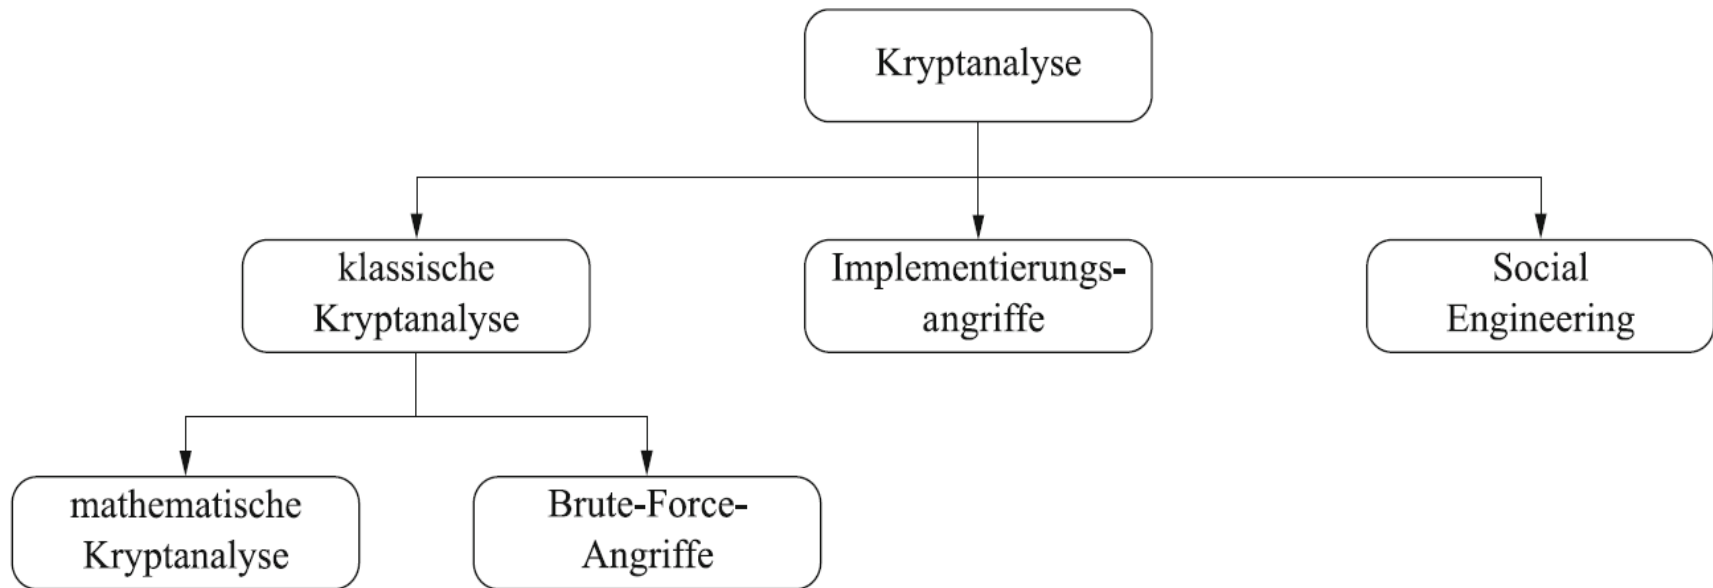 Kryptanalyse
klassische
Kryptanalyse
Implementierungs-
angriffe
Social
Engineering
mathematische
Kryptanalyse
Brute-Force-
Angriffe